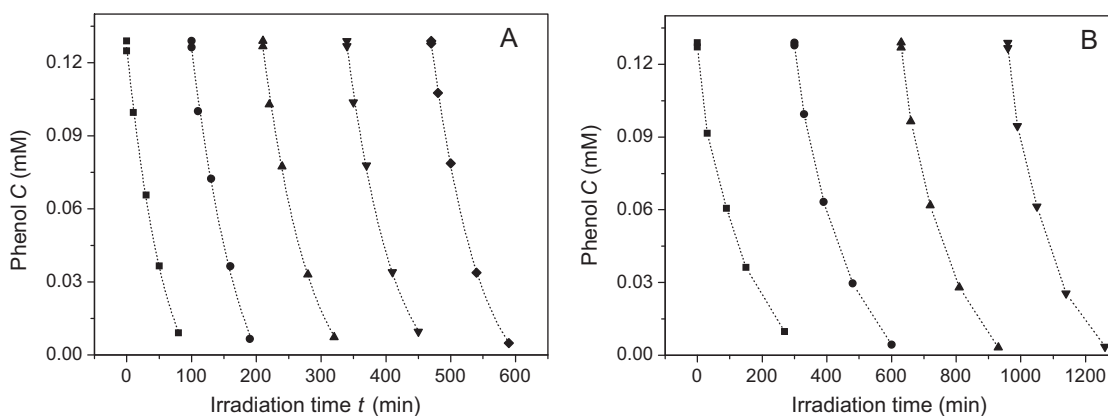 A
Phenol C (mM)
0.12
0.09
0.06
0.03
0.00
0 100 200 300 400 500 600
Irradiation time t (min)
B
Phenol C (mM)
0.12
0.09
0.06
0.03
0.00
0 200 400 600 800 1000 1200
Irradiation time (min)